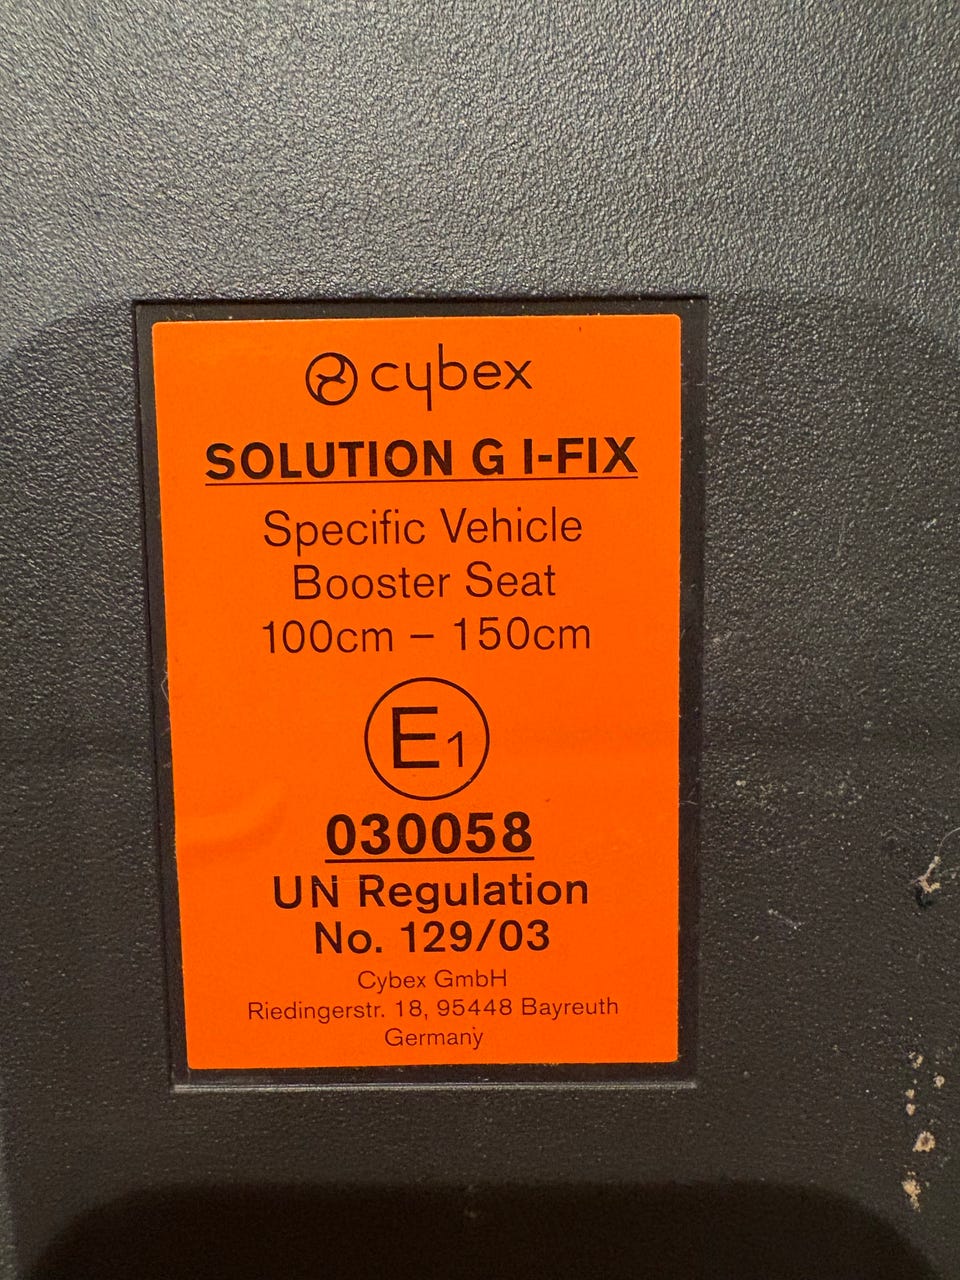 cybex
SOLUTION G I-FIX
Specific Vehicle
Booster Seat
100cm – 150cm
E1
030058
UN Regulation
No. 129/03
Cybex GmbH
Riedingerstr. 18, 95448 Bayreuth
Germany